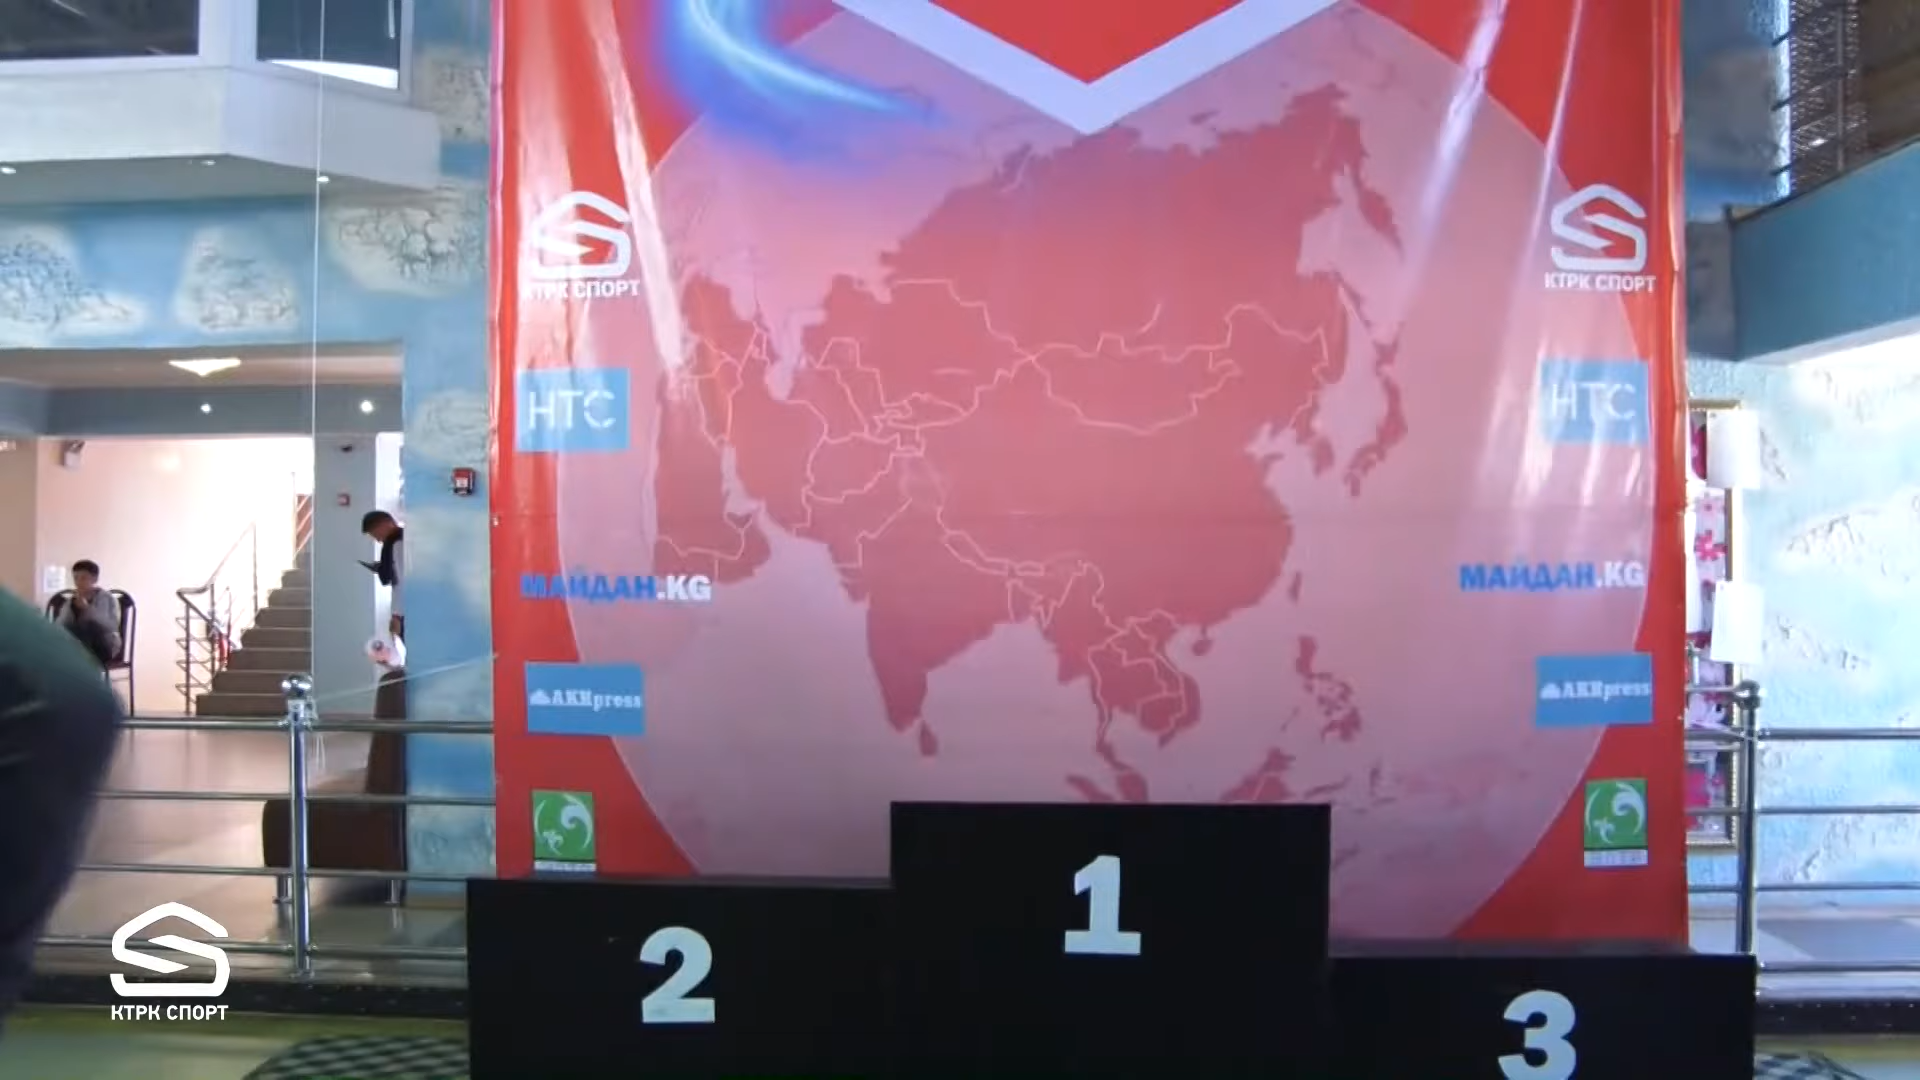 КТРК СПОРТ
КТРК СПОРТ
НТС
НТС
МАЙДАН.KG
МАЙДАН.KG
AKIpress
AKIpress
1
2
3
КТРК СПОРТ